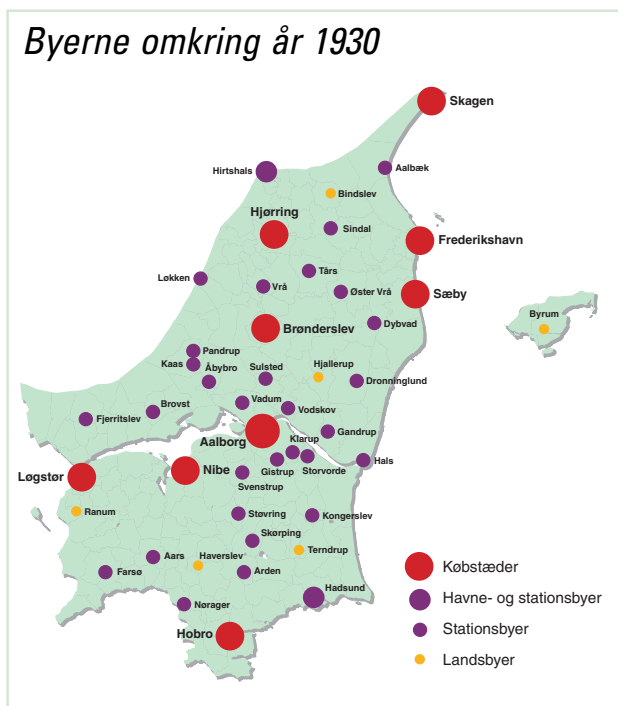 Byerne omkring år 1930
Skagen
Aalbæk
Hirtshals
Bindslev
Hjørring
Sindal
Frederikshavn
Tårs
Løkken
Vrå
Øster Vrå
Sæby
Byrum
Brønderslev
Dybvad
Pandrup
Kaas
Åbybro
Sulsted
Hjallerup
Dronninglund
Vadum
Vodskov
Brovst
Fjerritslev
Aalborg
Klarup
Gandrup
Hals
Løgstør
Nibe
Gistrup
Storvorde
Svenstrup
Ranum
Støvring
Kongerslev
Skørping
Terndrup
Aars
Haverslev
Farsø
Arden
Hadsund
Nørager
Hobro
Købstæder
Havne- og stationsbyer
Stationsbyer
Landsbyer